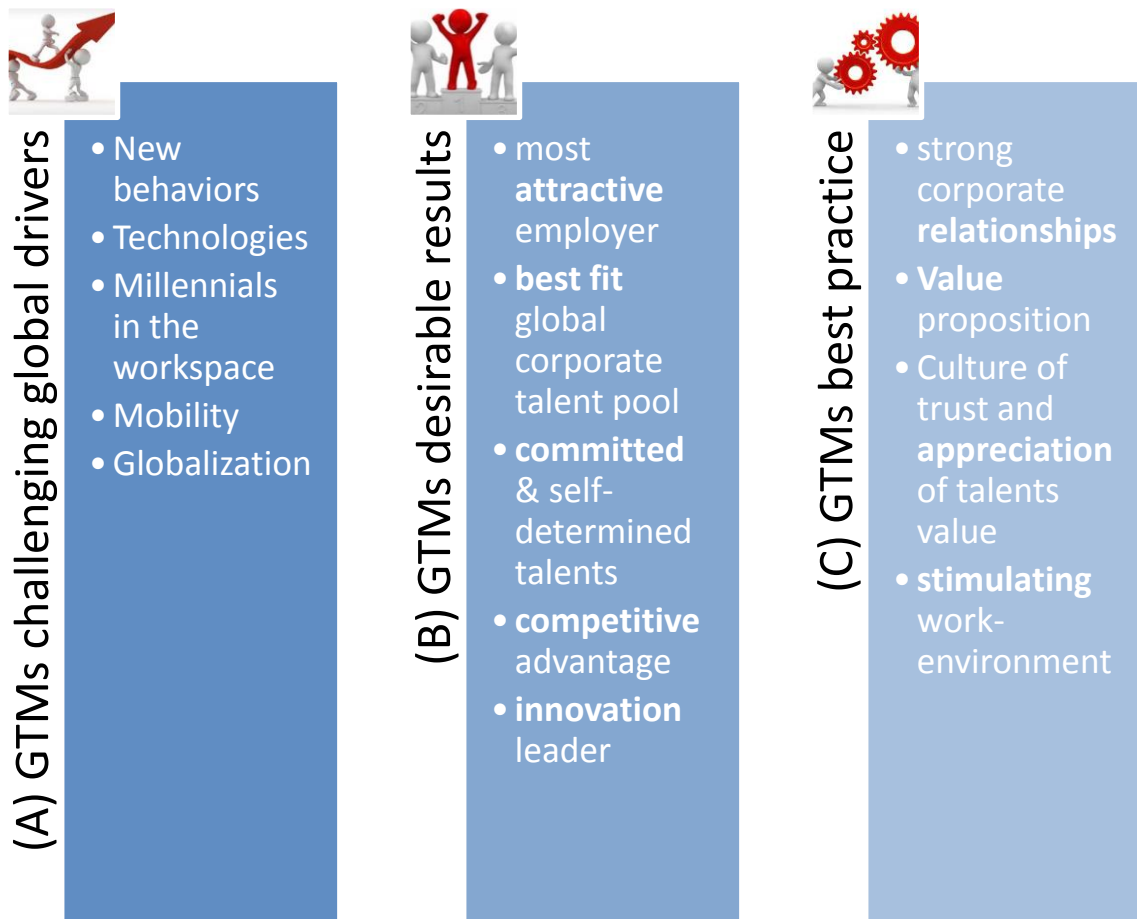 (A) GTMs challenging global drivers
• New
behaviors
• Technologies
• Millennials
in the
workspace
• Mobility
• Globalization
(B) GTMs desirable results
• most
attractive
employer
• best fit
global
corporate
talent pool
• committed
& self-
determined
talents
• competitive
advantage
• innovation
leader
(C) GTMs best practice
• strong
corporate
relationships
• Value
proposition
• Culture of
trust and
appreciation
of talents
value
• stimulating
work-
environment